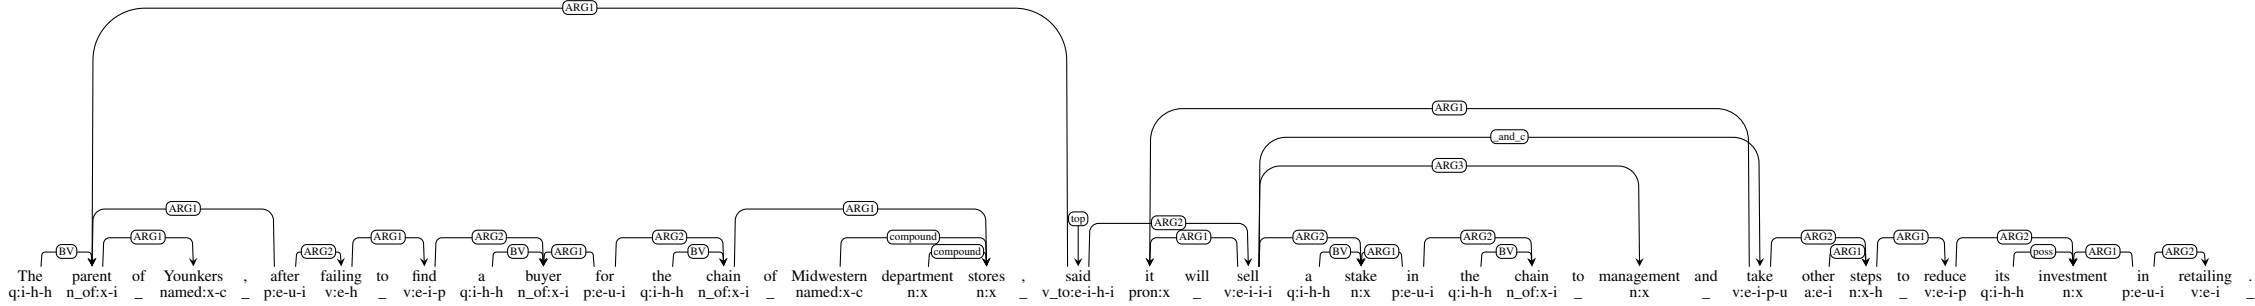 ARG1
ARG1
_and_c
ARG3
ARG1 ARG1 top ARG2
BV ARG1 ARG2 ARG1 ARG2 BV ARG1 ARG2 BV compound compound ARG1 ARG2 BV ARG1 ARG2 BV ARG2 ARG1 ARG1 ARG2 poss ARG1 ARG2
The parent of Younkers , after failing to find a buyer for the chain of Midwestern department stores , said it will sell a stake in the chain to management and take other steps to reduce its investment in retailing .
q:i-h-h n_of:x-i _ named:x-c _ p:e-u-i v:e-h _ v:e-i-p q:i-h-h n_of:x-i p:e-u-i q:i-h-h n_of:x-i _ named:x-c n:x n:x _ v_to:e-i-h-i pron:x _ v:e-i-i-i q:i-h-h n:x p:e-u-i q:i-h-h n_of:x-i _ n:x _ v:e-i-p-u a:e-i n:x-h _ v:e-i-p q:i-h-h n:x p:e-u-i v:e-i _